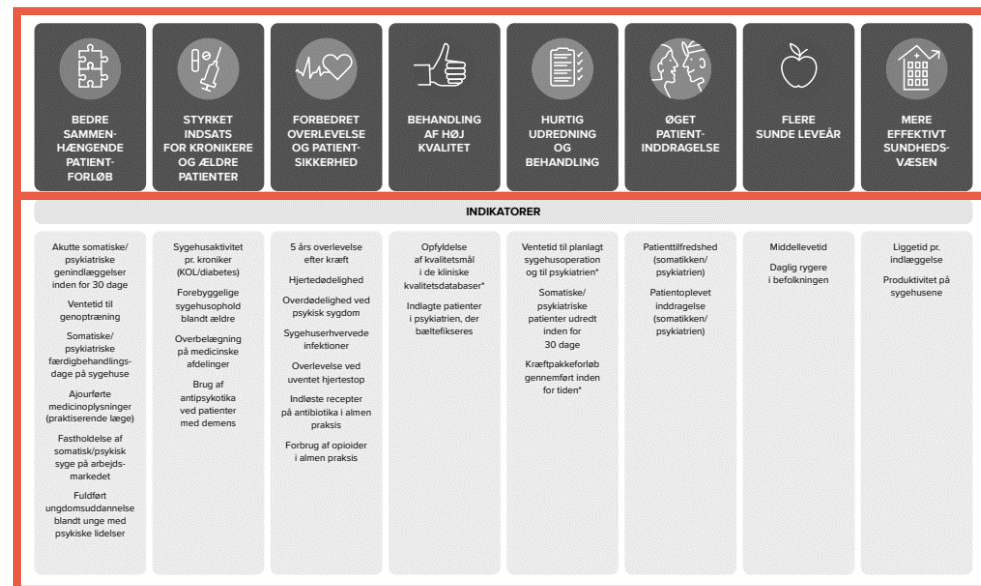 BEDRE
SAMMEN-
HÆNGENDE
PATIENT-
FORLØB
STYRKET
INDSATS
FOR KRONIKERE
OG ÆLDRE
PATIENTER
FORBEDRET
OVERLEVELSE
OG PATIENT-
SIKKERHED
BEHANDLING
AF HØJ
KVALITET
HURTIG
UDREDNING
OG
BEHANDLING
ØGET
PATIENT-
INDDRAGELSE
FLERE
SUNDE LEVEÅR
MERE
EFFEKTIVT
SUNDHEDS-
VÆSEN
INDIKATORER
Akutte somatiske/
psykiatriske
genindlæggelser
inden for 30 dage
Ventetid til
genoptræning
Somatiske/
psykiatriske
færdigbehandlings-
dage på sygehuse
Ajourførte
medicinoplysninger
(praktiserende læge)
Fastholdelse af
somatisk/psykisk
syge på arbejds-
markedet
Fuldført
ungdomsuddannelse
blandt unge med
psykiske lidelser
Sygehusaktivitet
pr. kroniker
(KOL/diabetes)
Forebyggelige
sygehusophold
blandt ældre
Overbelægning
på medicinske
afdelinger
Brug af
antipsykotika
ved patienter
med demens
5 års overlevelse
efter kræft
Hjertedødelighed
Overdødelighed ved
psykisk sygdom
Sygehuserhvervede
infektioner
Overlevelse ved
uventet hjertestop
Indløste recepter
på antibiotika i almen
praksis
Forbrug af opioider
i almen praksis
Opfyldelse
af kvalitetsmål
i de kliniske
kvalitetsdatabaser*
Indlagte patienter
i psykiatrien, der
bæltefikseres
Ventetid til planlagt
sygehusoperation
og til psykiatrien*
Somatiske/
psykiatriske
patienter udredt
inden for
30 dage
Kræftpakkeforløb
gennemført inden
for tiden*
Patienttilfredshed
(somatikken/
psykiatrien)
Patientoplevet
inddragelse
(somatikken/
psykiatrien)
Middellevetid
Daglig rygere
i befolkningen
Liggetid pr.
indlæggelse
Produktivitet på
sygehusene